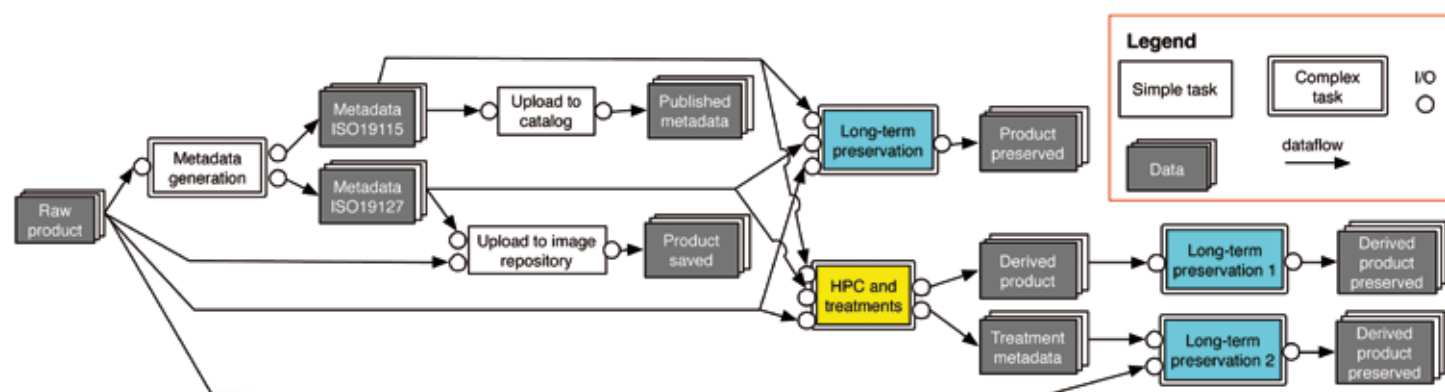 Legend
Simple task
Complex
task
I/O
Data
dataflow
Raw
product
Metadata
generation
Metadata
ISO19115
Metadata
ISO19127
Upload to
catalog
Published
metadata
Upload to image
repository
Product
saved
Long-term
preservation
Product
preserved
HPC and
treatments
Derived
product
Treatment
metadata
Long-term
preservation 1
Derived
product
preserved
Long-term
preservation 2
Derived
product
preserved